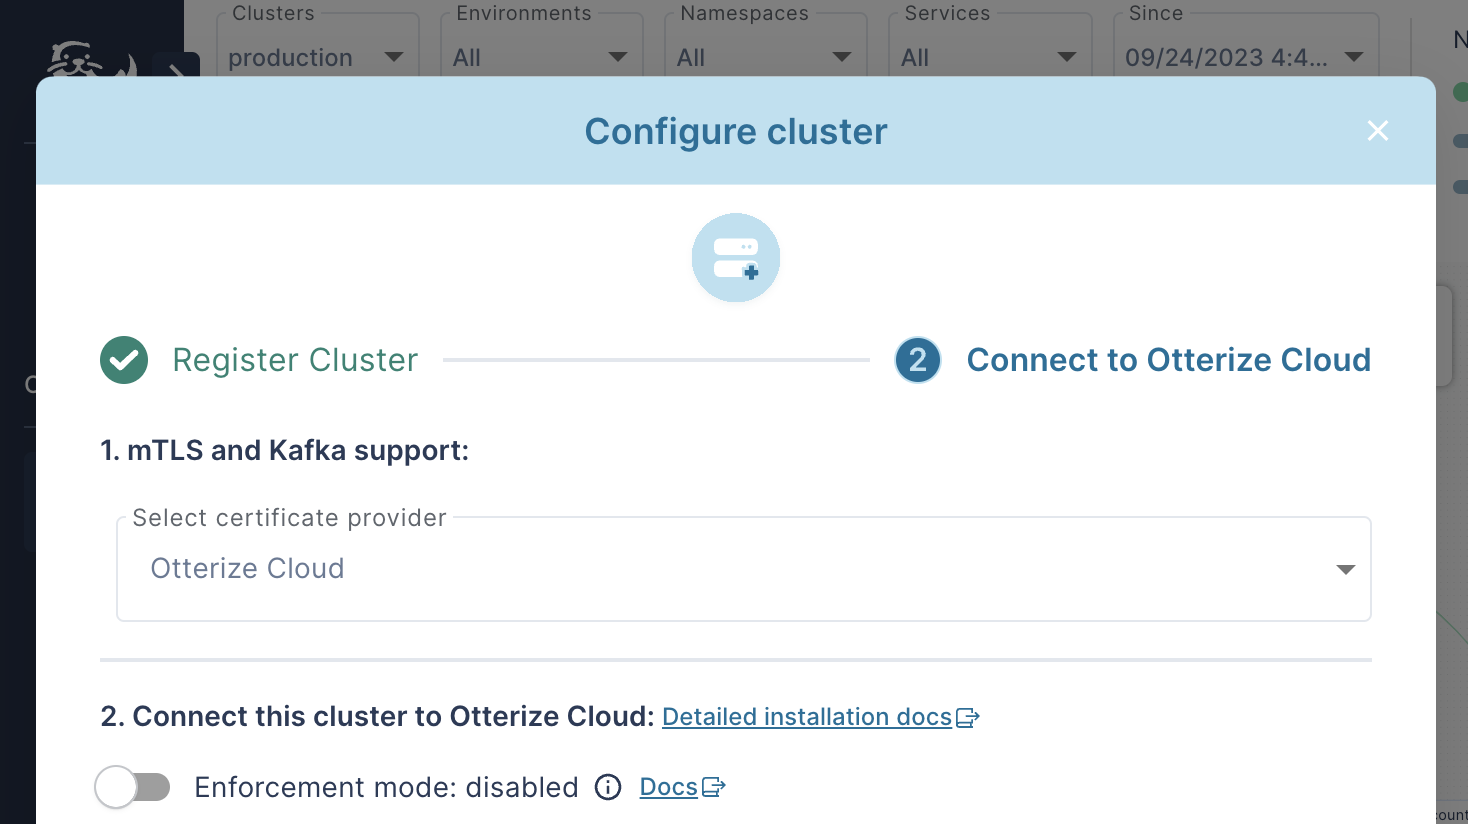 Clusters Environments Namespaces Services Since
production All All All 09/24/2023 4:4...
Configure cluster
Register Cluster 2 Connect to Otterize Cloud
1. mTLS and Kafka support:
Select certificate provider
Otterize Cloud
2. Connect this cluster to Otterize Cloud: Detailed installation docs
Enforcement mode: disabled Docs